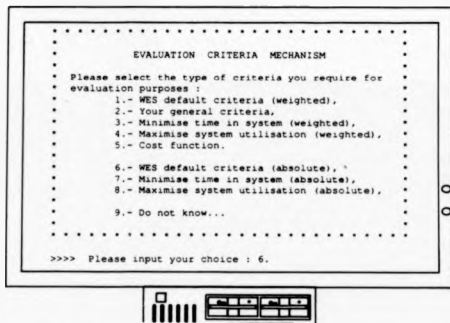 EVALUATION CRITERIA MECHANISM
Please select the type of criteria you require for
evaluation purposes :
1.- WES default criteria (weighted),
2.- Your general criteria,
3.- Minimise time in system (weighted),
4.- Maximise system utilisation (weighted),
5.- Cost function.
6.- WES default criteria (absolute),
7.- Minimise time in system (absolute),
8.- Maximise system utilisation (absolute),
9.- Do not know...
>>>> Please input your choice : 6.